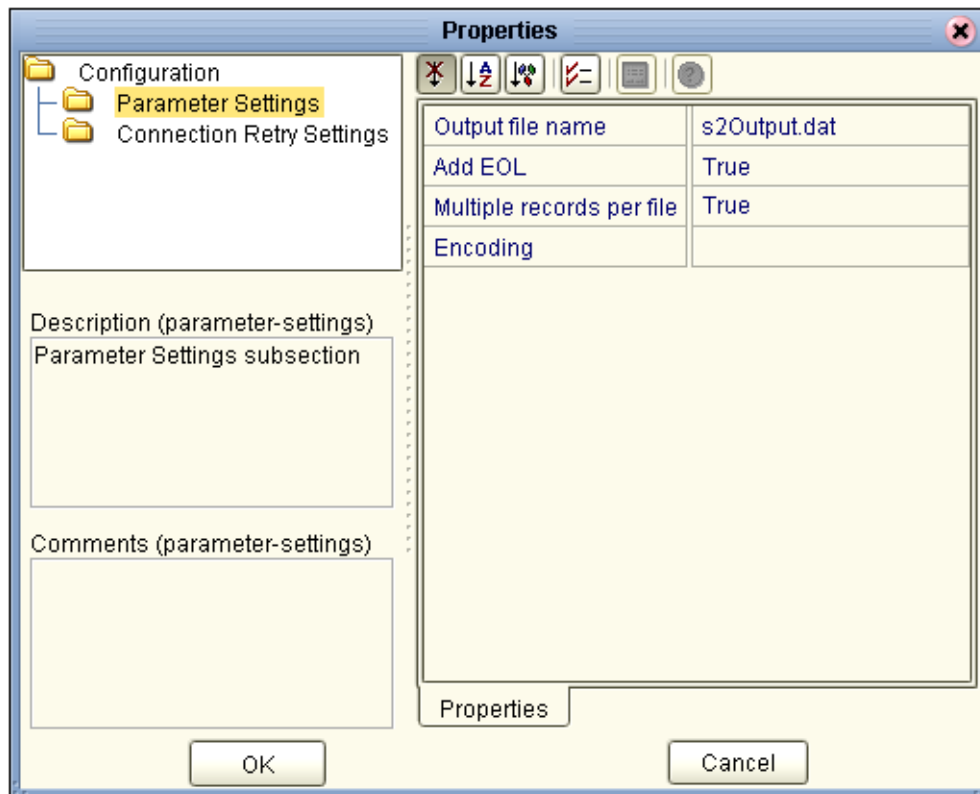 Properties
Configuration
Parameter Settings
Connection Retry Settings
Description (parameter-settings)
Parameter Settings subsection
Comments (parameter-settings)
Output file name s2Output.dat
Add EOL True
Multiple records per file True
Encoding
Properties
OK
Cancel